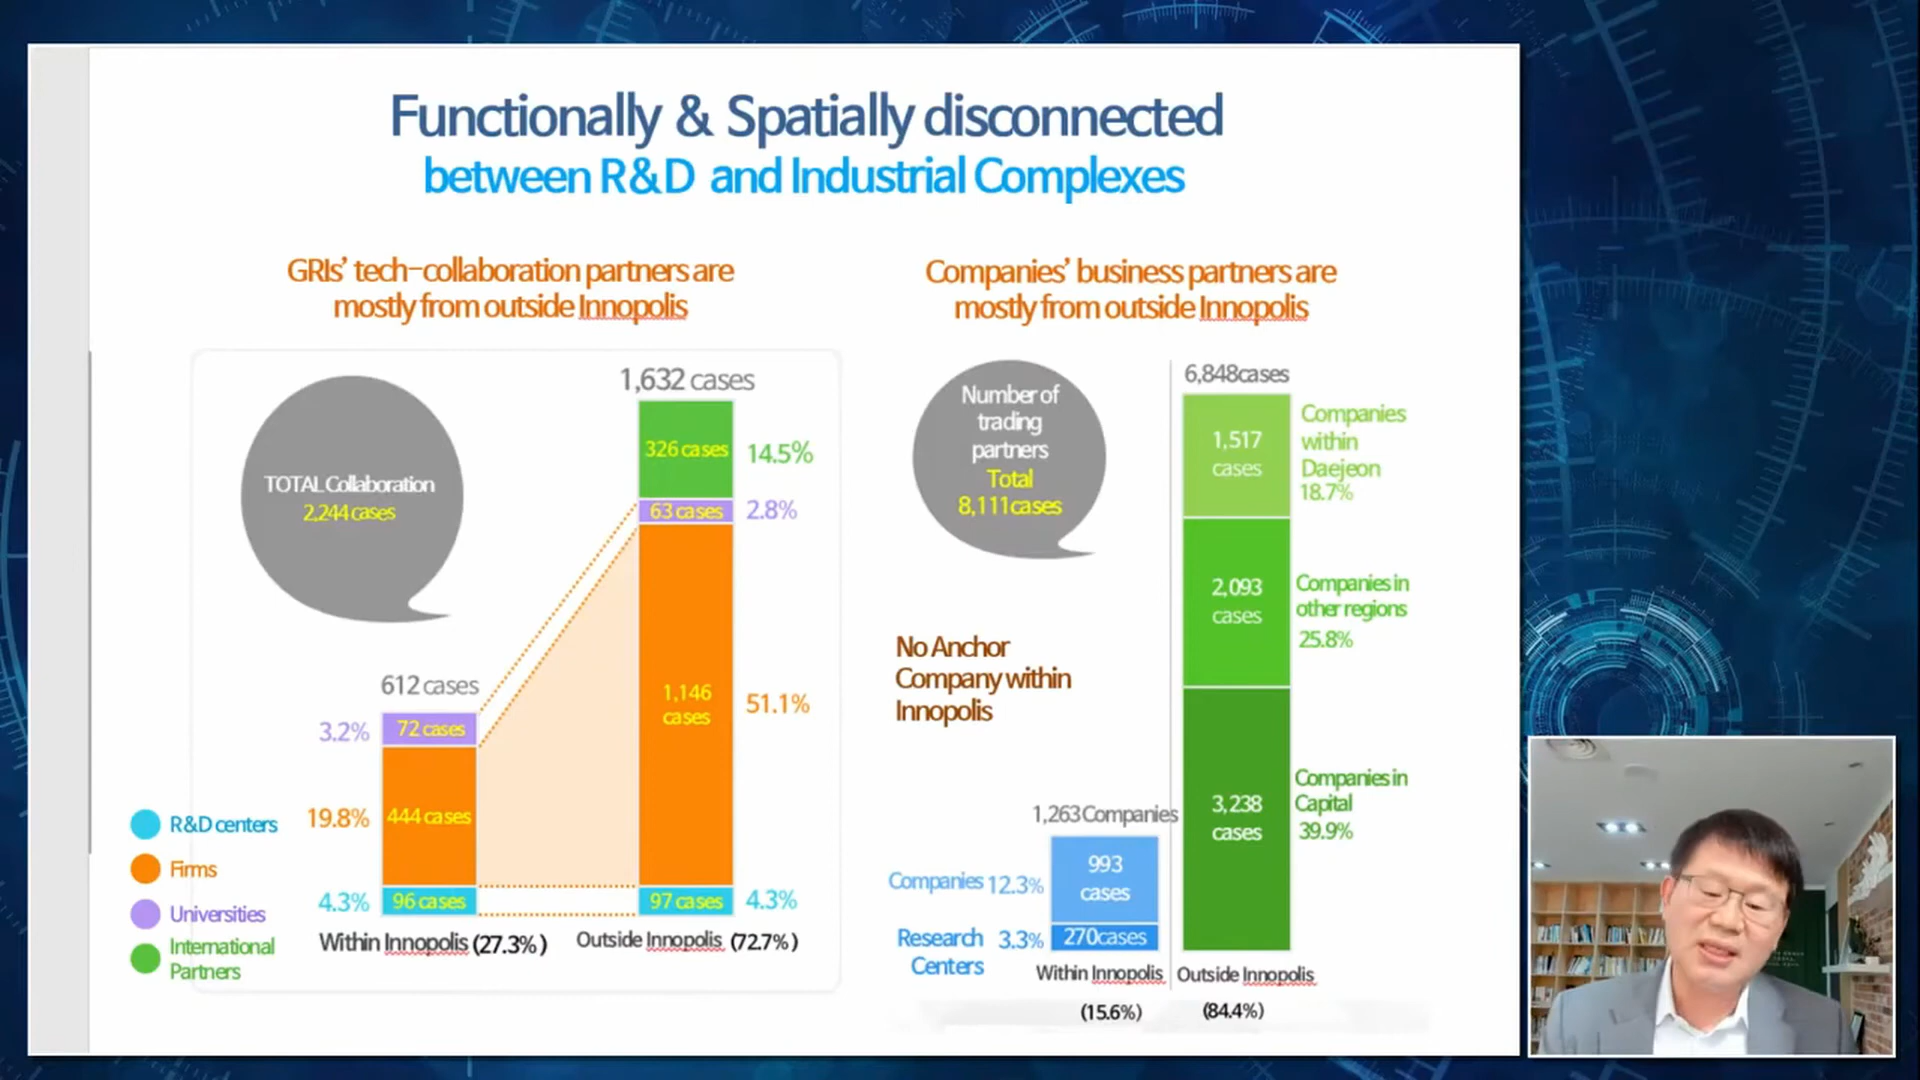 Functionally & Spatially disconnected
between R&D and Industrial Complexes
GRIs' tech-collaboration partners are
mostly from outside Innopolis
TOTAL Collaboration
2,244 cases
1,632 cases
326 cases
14.5%
63 cases
2.8%
1,146
cases
51.1%
97 cases
4.3%
612 cases
3.2%
72 cases
19.8%
444 cases
4.3%
96 cases
R&D centers
Firms
Universities
International
Partners
Within Innopolis (27.3%)
Outside Innopolis (72.7%)
Companies' business partners are
mostly from outside Innopolis
Number of
trading
partners
Total
8,111cases
No Anchor
Company within
Innopolis
6,848cases
1,517
cases
Companies
within
Daejeon
18.7%
2,093
cases
Companies in
other regions
25.8%
3,238
cases
Companies in
Capital
39.9%
1,263 Companies
Companies 12.3%
993
cases
Research
Centers
3.3%
270cases
Within Innopolis
(15.6%)
Outside Innopolis
(84.4%)